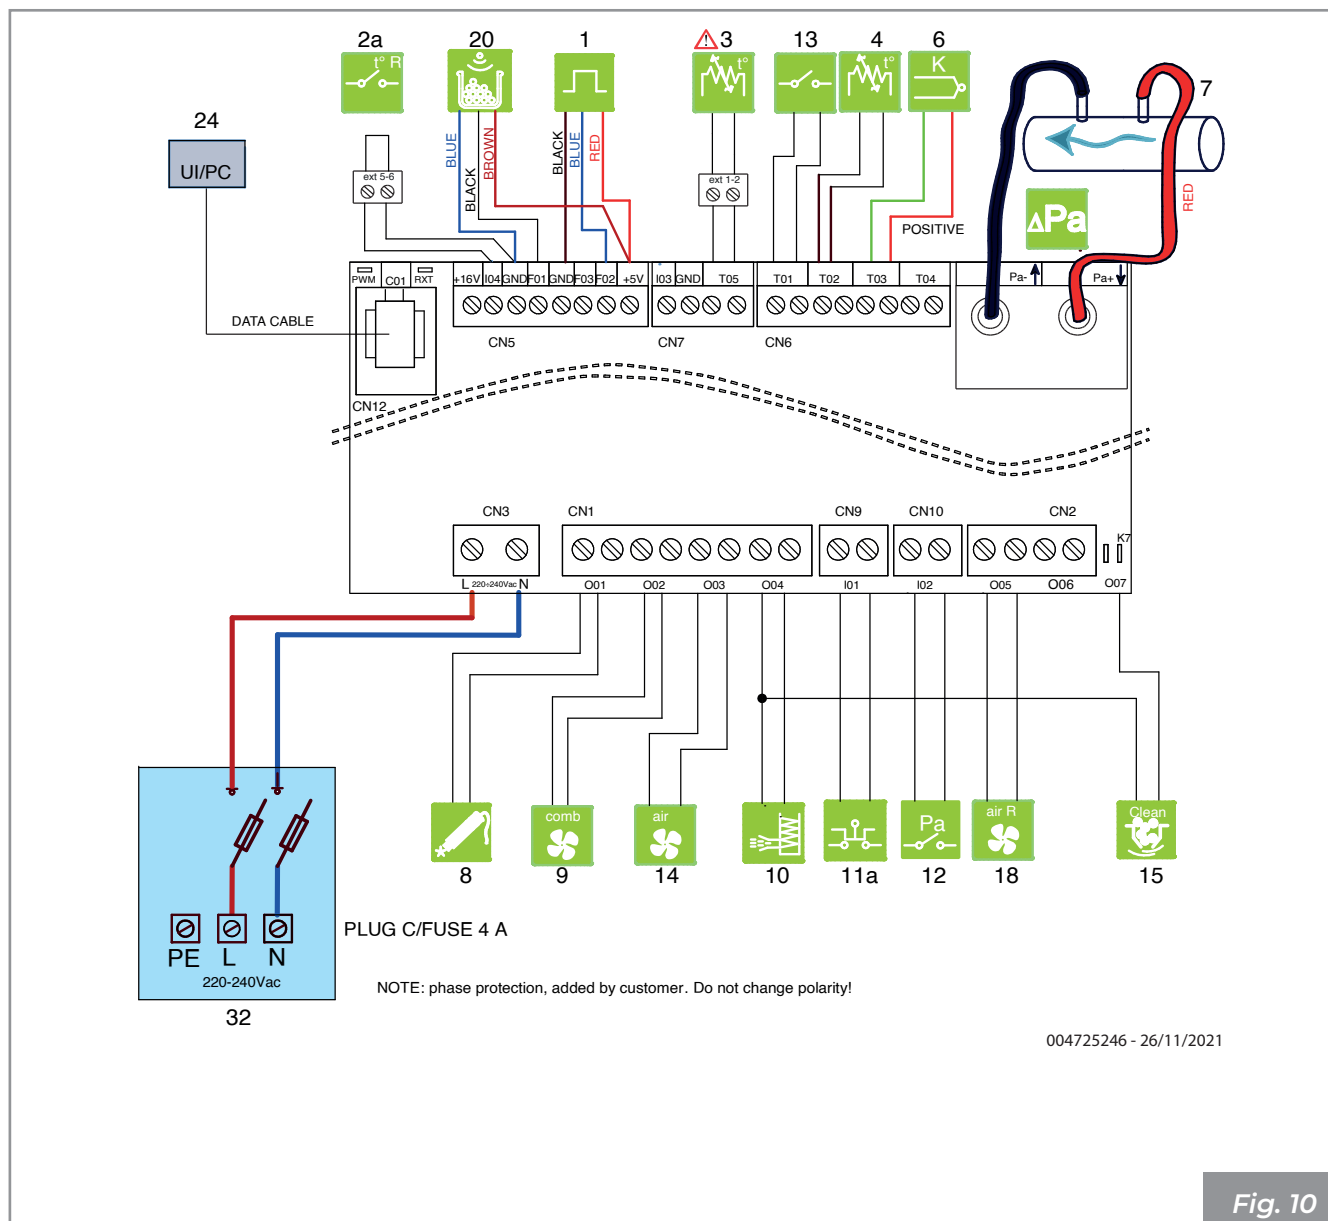 2a 20 1 3 13 4 6 7
t° R
t°
t°
K
24
UI/PC
BLUE
BLACK
BROWN
BLACK
BLUE
RED
ext 5-6
ext 1-2
POSITIVE
RED
ΔPa
PWM C01 RXT +16V I04 GND F01 GND F03 F02 +5V I03 GND T05 T01 T02 T03 T04 Pa- Pa+
DATA CABLE
CN5 CN7 CN6
CN12
CN3 CN1 CN9 CN10 CN2
K7
L 220÷240Vac N O01 O02 O03 O04 I01 I02 O05 O06 O07
comb
air
Pa
air R
Clean
8 9 14 10 11a 12 18 15
PE L N
220-240Vac
32
PLUG C/FUSE 4 A
NOTE: phase protection, added by customer. Do not change polarity!
004725246 - 26/11/2021
Fig. 10